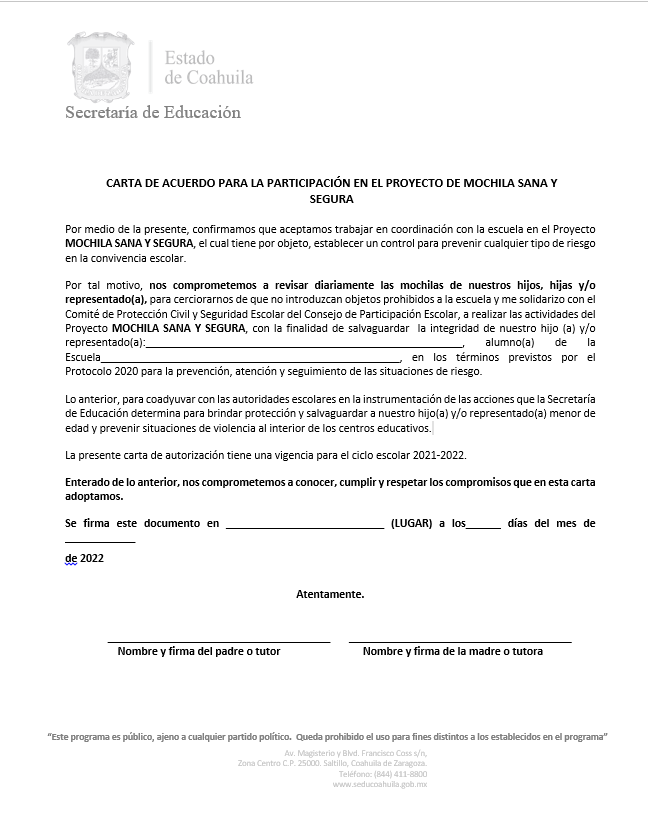 Estado
de Coahuila
Secretaría de Educación
CARTA DE ACUERDO PARA LA PARTICIPACIÓN EN EL PROYECTO DE MOCHILA SANA Y
SEGURA
Por medio de la presente, confirmamos que aceptamos trabajar en coordinación con la escuela en el Proyecto
MOCHILA SANA Y SEGURA, el cual tiene por objeto, establecer un control para prevenir cualquier tipo de riesgo
en la convivencia escolar.
Por tal motivo, nos comprometemos a revisar diariamente las mochilas de nuestros hijos, hijas y/o
representado(a), para cerciorarnos de que no introduzcan objetos prohibidos a la escuela y me solidarizo con el
Comité de Protección Civil y Seguridad Escolar del Consejo de Participación Escolar, a realizar las actividades del
Proyecto MOCHILA SANA Y SEGURA, con la finalidad de salvaguardar la integridad de nuestro hijo (a) y/o
representado(a):____________________, alumno(a) de la
Escuela____________________, en los términos previstos por el
Protocolo 2020 para la prevención, atención y seguimiento de las situaciones de riesgo.
Lo anterior, para coadyuvar con las autoridades escolares en la instrumentación de las acciones que la Secretaría
de Educación determina para brindar protección y salvaguardar a nuestro hijo(a) y/o representado(a) menor de
edad y prevenir situaciones de violencia al interior de los centros educativos.
La presente carta de autorización tiene una vigencia para el ciclo escolar 2021-2022.
Enterado de lo anterior, nos comprometemos a conocer, cumplir y respetar los compromisos que en esta carta
adoptamos.
Se firma este documento en ____________________ (LUGAR) a los______ días del mes de
____________
de 2022
Atentamente.
Nombre y firma del padre o tutor Nombre y firma de la madre o tutora
“Este programa es público, ajeno a cualquier partido político. Queda prohibido el uso para fines distintos a los establecidos en el programa”
Av. Magisterio y Blvd. Francisco Coss s/n,
Zona Centro C.P. 25000. Saltillo, Coahuila de Zaragoza.
Teléfono: (844) 411-8800
www.seducoahuila.gob.mx